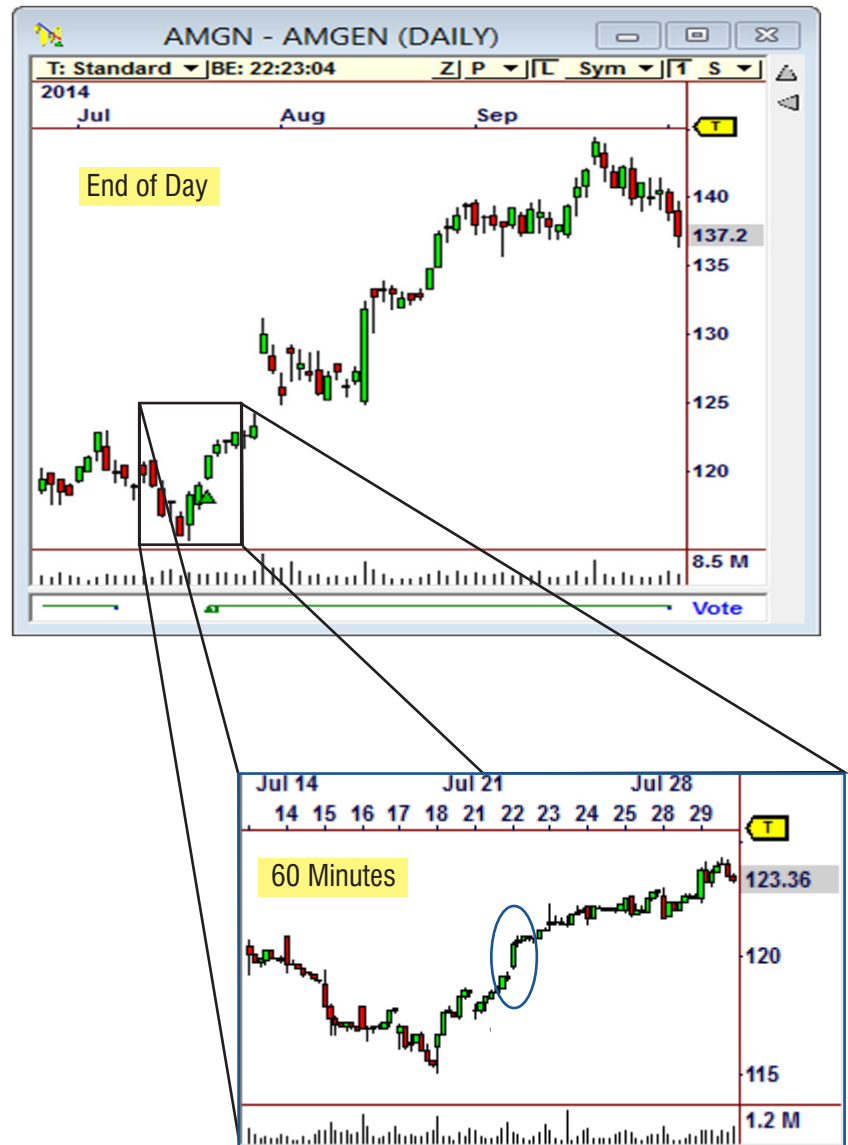 AMGN - AMGEN (DAILY)
T: Standard BE: 22:23:04 Z P L Sym 1 S
2014
Jul Aug Sep
T
End of Day
140
137.2
135
130
125
120
8.5 M
Vote
Jul 14 Jul 21 Jul 28
14 15 16 17 18 21 22 23 24 25 28 29
T
60 Minutes
123.36
120
115
1.2 M